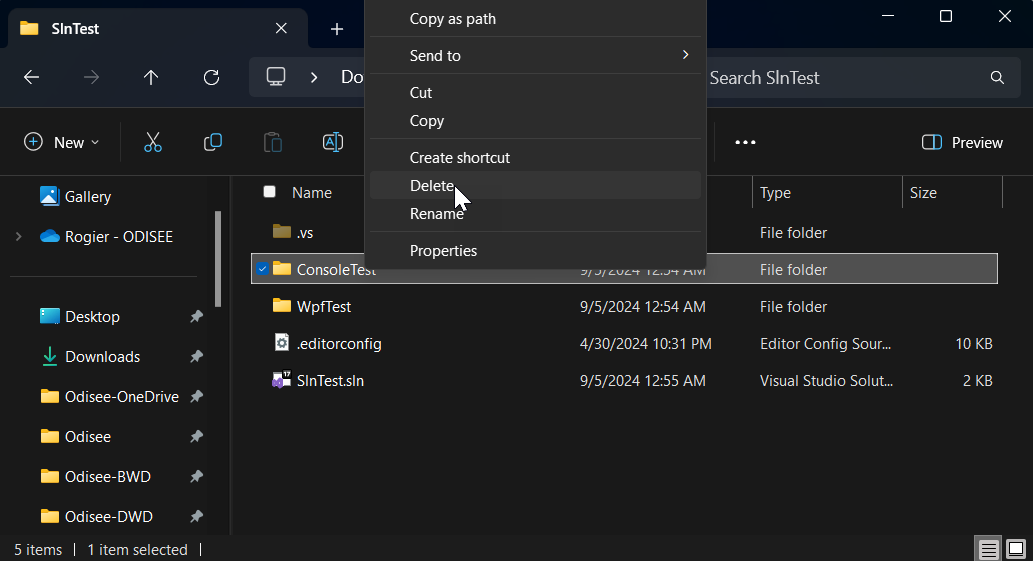 SlnTest
Copy as path
Send to
Do
Search SlnTest
Cut
Copy
New
Create shortcut
Preview
Delete
Rename
Properties
Gallery
Rogier - ODISEE
Desktop
Downloads
Odisee-OneDrive
Odisee
Odisee-BWD
Odisee-DWD
Name Type Size
.vs File folder
ConsoleTest 9/5/2024 12:54 AM File folder
WpfTest 9/5/2024 12:54 AM File folder
.editorconfig 4/30/2024 10:31 PM Editor Config Sour... 10 KB
17
SlnTest.sln 9/5/2024 12:55 AM Visual Studio Solut... 2 KB
5 items 1 item selected